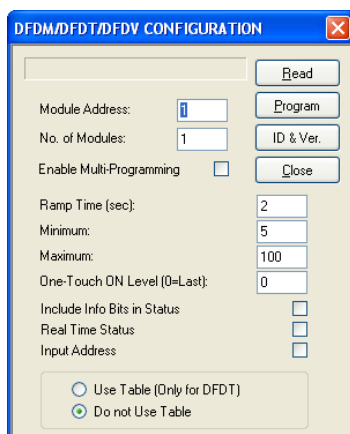 DFDM/DFDT/DFDV CONFIGURATION
Read
Module Address: 1
Program
No. of Modules: 1
ID & Ver.
Enable Multi-Programming
Close
Ramp Time (sec): 2
Minimum: 5
Maximum: 100
One-Touch ON Level (0=Last): 0
Include Info Bits in Status
Real Time Status
Input Address
Use Table (Only for DFDT)
Do not Use Table